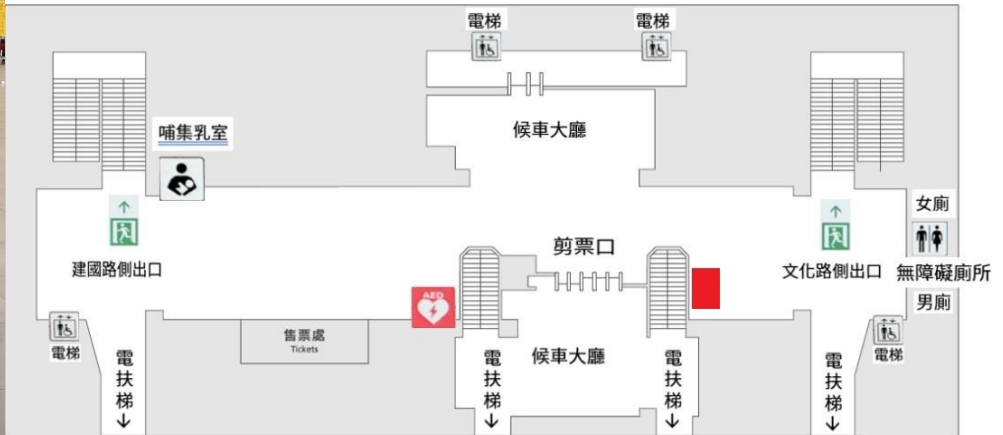 電梯
電梯
哺集乳室
候車大廳
女廁
剪票口
建國路側出口
文化路側出口
無障礙廁所
男廁
AED
售票處
Tickets
電梯
電扶梯
電扶梯
候車大廳
電扶梯
電扶梯
電梯